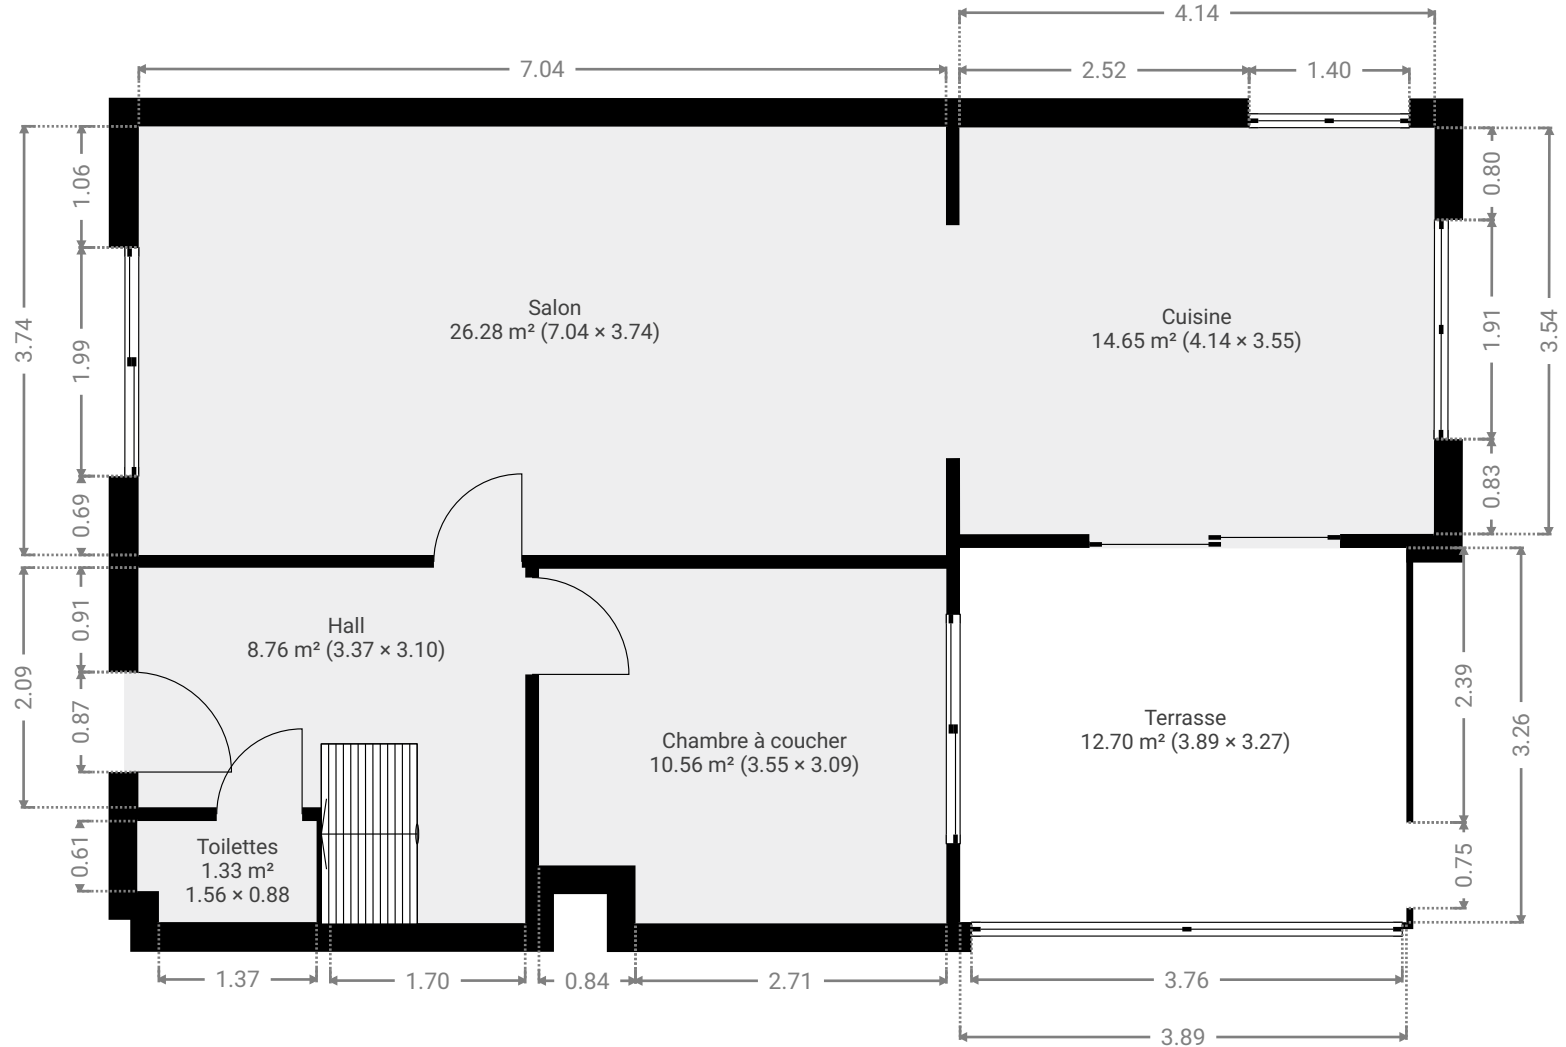 4.14
7.04
2.52
1.40
1.06
0.80
3.74
1.99
Salon
26.28 m² (7.04 × 3.74)
Cuisine
14.65 m² (4.14 × 3.55)
1.91
3.54
0.69
0.83
0.91
Hall
8.76 m² (3.37 × 3.10)
2.09
0.87
2.39
Chambre à coucher
10.56 m² (3.55 × 3.09)
Terrasse
12.70 m² (3.89 × 3.27)
3.26
0.61
Toilettes
1.33 m²
1.56 × 0.88
0.75
1.37
1.70
0.84
2.71
3.76
3.89